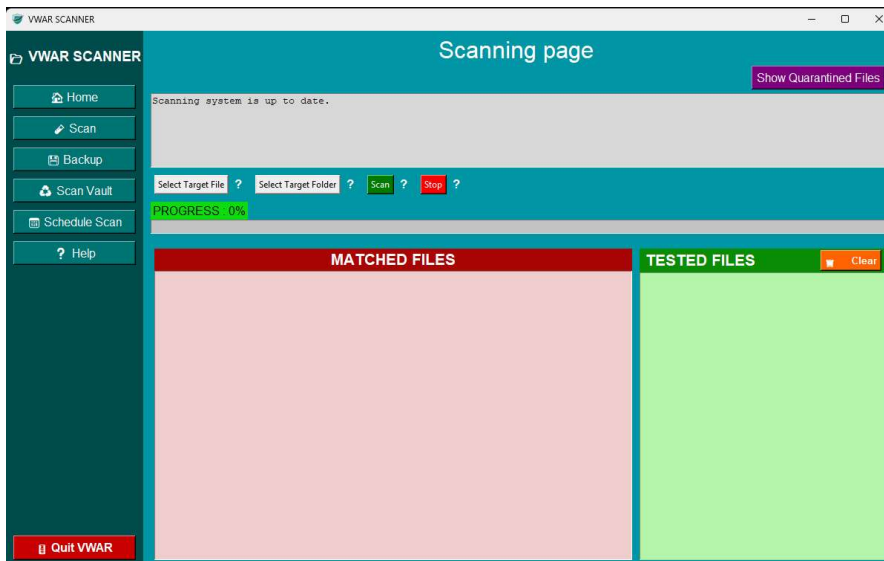 VWAR SCANNER
VWAR SCANNER
Home
Scan
Backup
Scan Vault
Schedule Scan
? Help
Quit VWAR
Scanning page
Show Quarantined Files
Scanning system is up to date.
Select Target File ? Select Target Folder ? Scan ? Stop ?
PROGRESS : 0%
MATCHED FILES
TESTED FILES
Clear